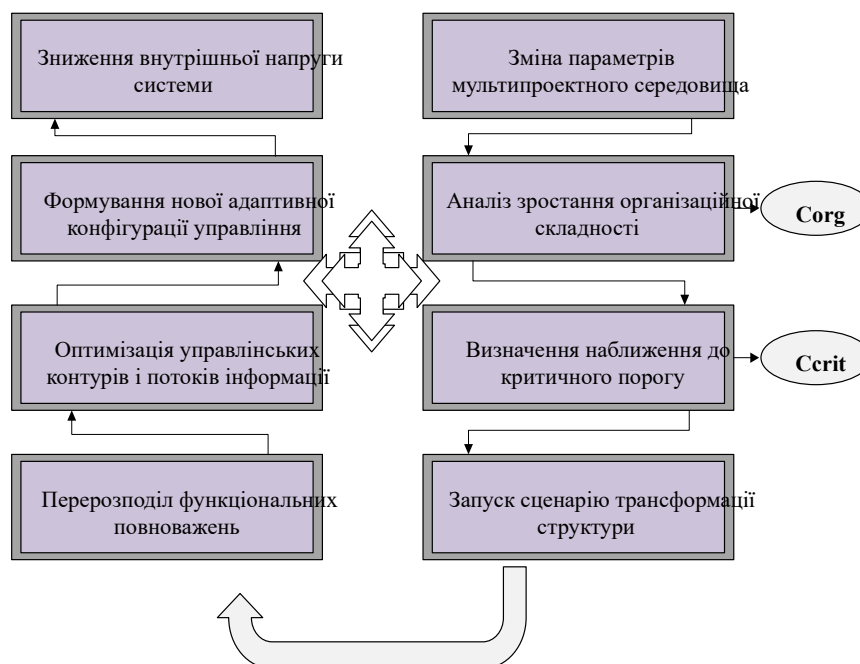 Зниження внутрішньої напруги
системи
Зміна параметрів
мультипроектного середовища
Формування нової адаптивної
конфігурації управління
Аналіз зростання організаційної
складності
Corg
Оптимізація управлінських
контурів і потоків інформації
Визначення наближення до
критичного порогу
Ccrit
Перерозподіл функціональних
повноважень
Запуск сценарію трансформації
структури